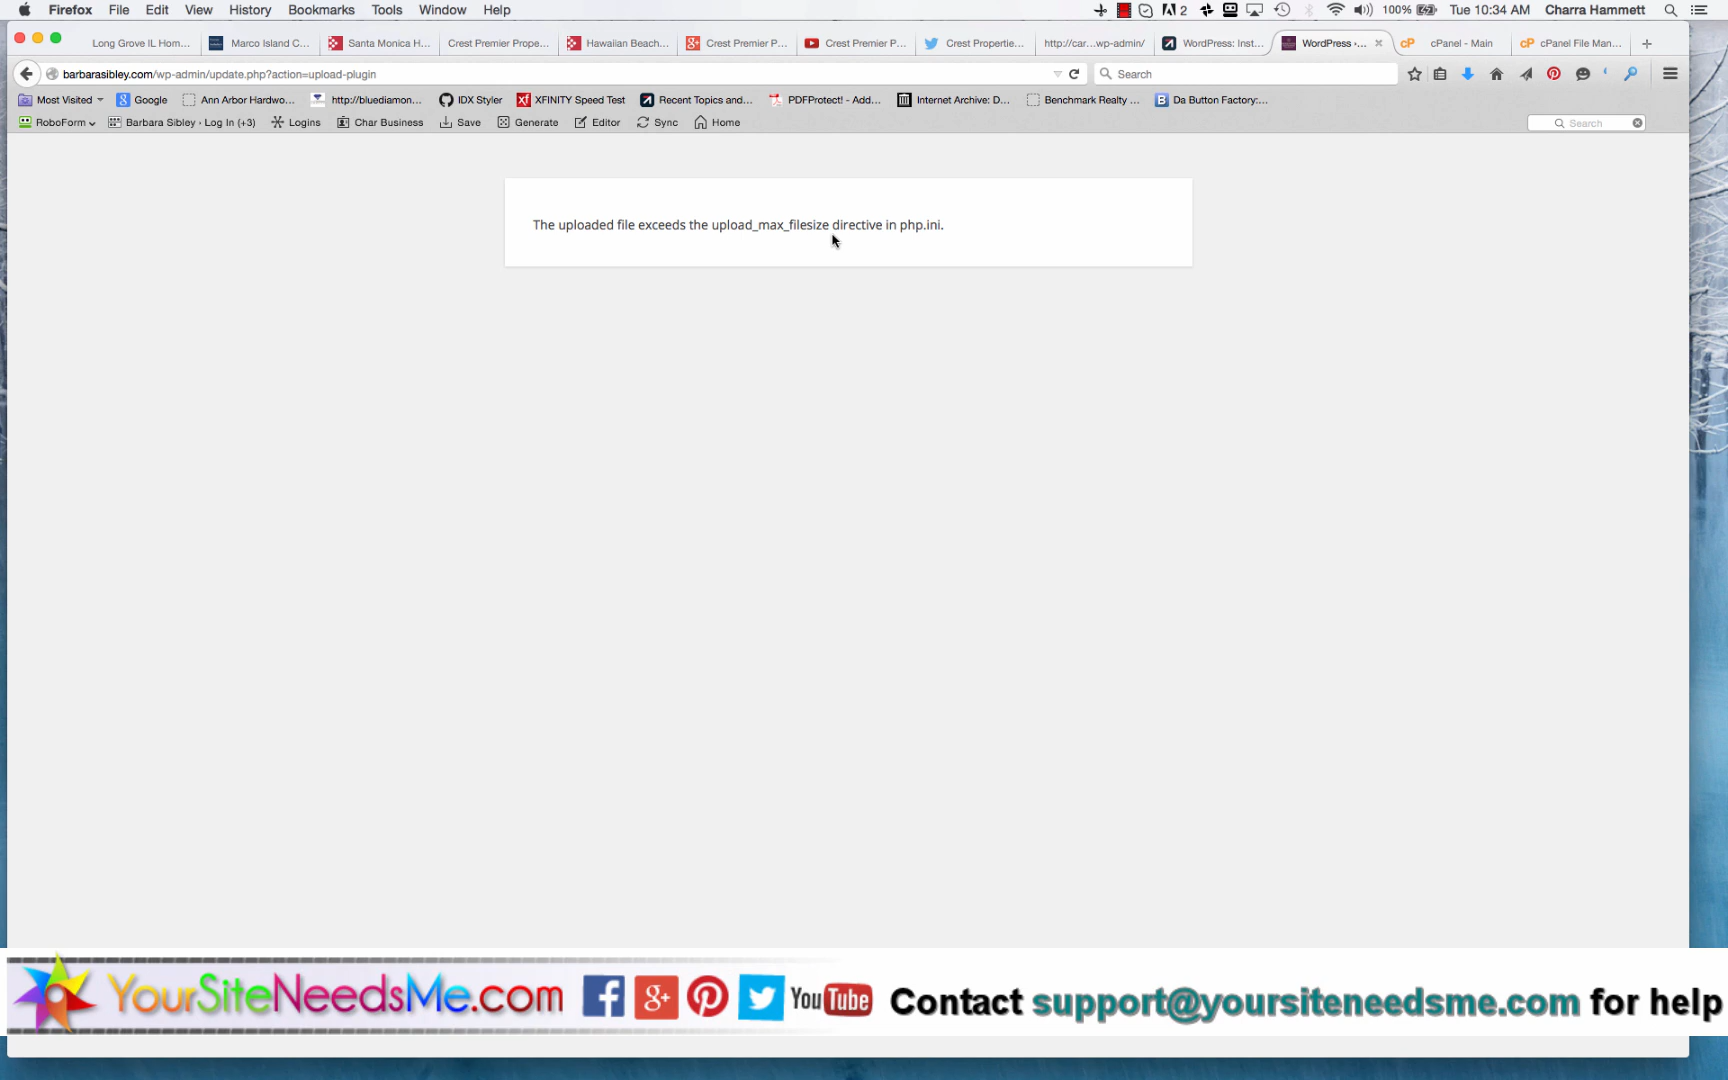 Firefox File Edit View History Bookmarks Tools Window Help 2 100% Tue 10:34 AM Charra Hammett
Long Grove IL Hom... Marco Island C... Santa Monica H... Crest Premier Prope... Hawaiian Beach... Crest Premier P... Crest Premier P... Crest Propertie... http://car...wp-admin/ WordPress: Inst... WordPress ›... cPanel - Main cPanel File Man...
barbarasibley.com/wp-admin/update.php?action=upload-plugin Search
Most Visited Google Ann Arbor Hardwo... http://bluediamon... IDX Styler XFINITY Speed Test Recent Topics and... PDFProtect! - Add... Internet Archive: D... Benchmark Realty ... Da Button Factory:...
RoboForm Barbara Sibley › Log In (+3) Logins Char Business Save Generate Editor Sync Home Search
The uploaded file exceeds the upload_max_filesize directive in php.ini.
YourSiteNeedsMe.com You Tube Contact support@yoursiteneedsme.com for help